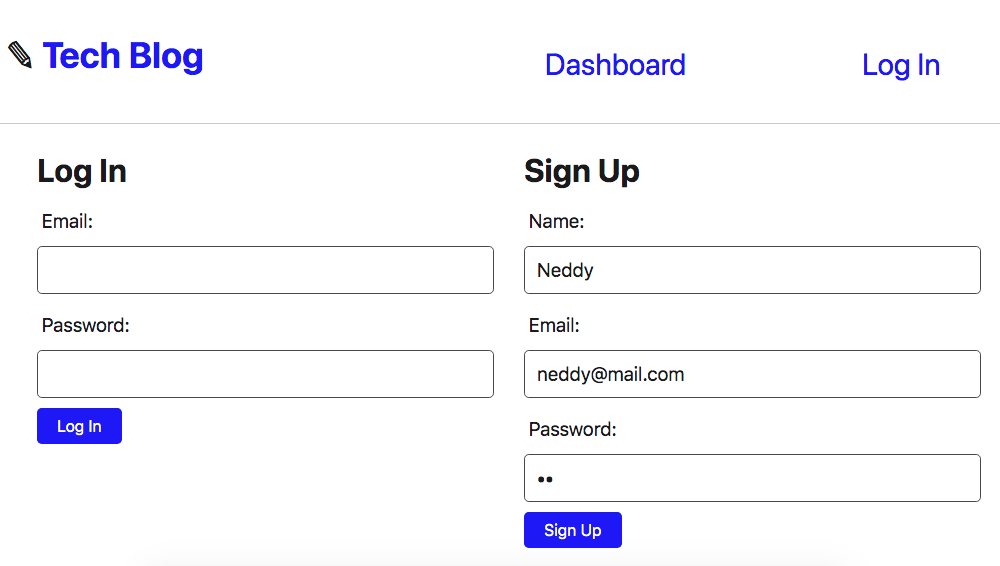 ✎ Tech Blog
Dashboard
Log In
Log In
Email:
Password:
Log In
Sign Up
Name:
Neddy
Email:
neddy@mail.com
Password:
••
Sign Up